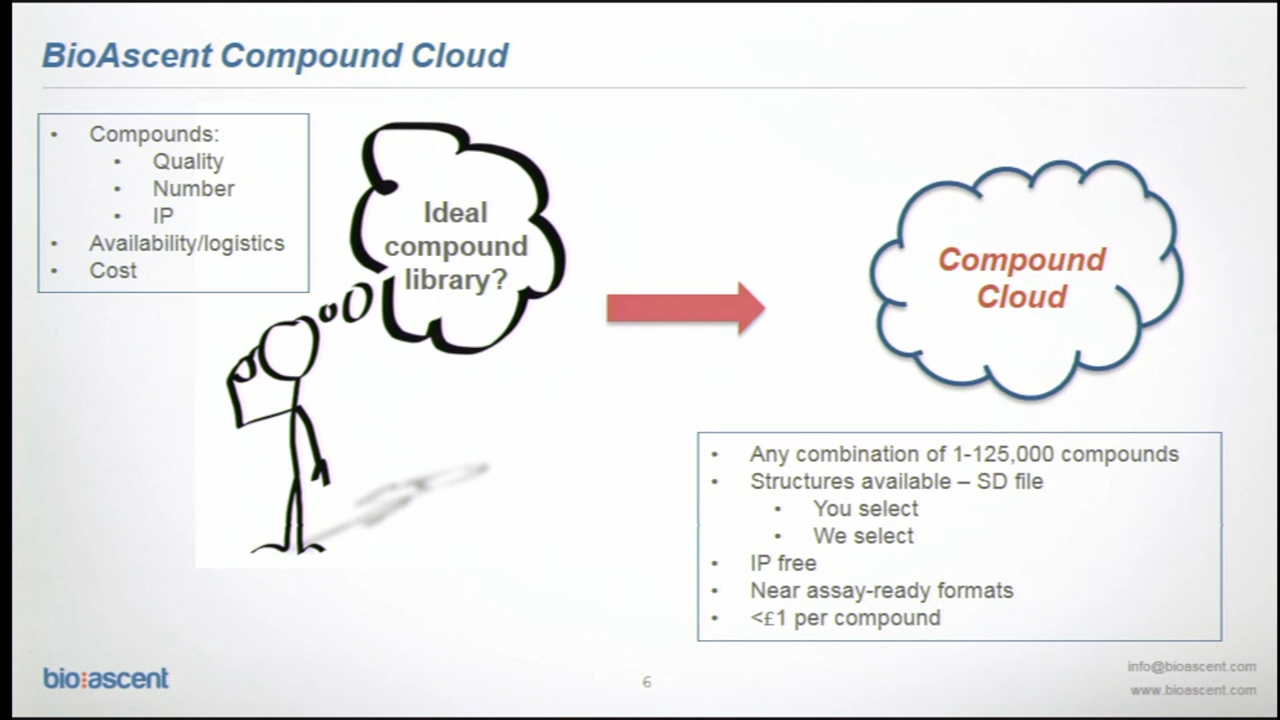 BioAscent Compound Cloud
• Compounds:
• Quality
• Number
• IP
• Availability/logistics
• Cost
Ideal
compound
library?
Compound
Cloud
• Any combination of 1-125,000 compounds
• Structures available – SD file
• You select
• We select
• IP free
• Near assay-ready formats
• <£1 per compound
bioascent
6
info@bioascent.com
www.bioascent.com